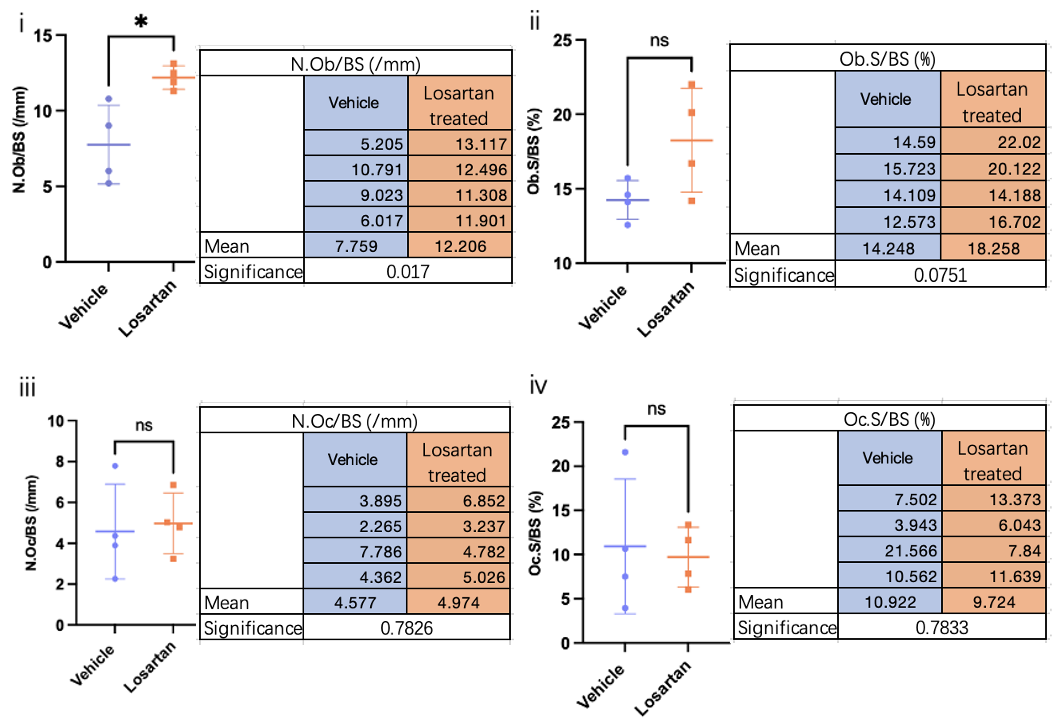 i
*
15
10
5
0
N.Ob/BS (/mm)
Vehicle
Losartan
N.Ob/BS (/mm)
Vehicle Losartan treated
5.205 13.117
10.791 12.496
9.023 11.308
6.017 11.901
Mean 7.759 12.206
Significance 0.017
ii
ns
25
20
15
10
Ob.S/BS (%)
Vehicle
Losartan
Ob.S/BS (%)
Vehicle Losartan treated
14.59 22.02
15.723 20.122
14.109 14.188
12.573 16.702
Mean 14.248 18.258
Significance 0.0751
iii
ns
10
8
6
4
2
0
N.Oc/BS (/mm)
Vehicle
Losartan
N.Oc/BS (/mm)
Vehicle Losartan treated
3.895 6.852
2.265 3.237
7.786 4.782
4.362 5.026
Mean 4.577 4.974
Significance 0.7826
iv
ns
25
20
15
10
5
0
Oc.S/BS (%)
Vehicle
Losartan
Oc.S/BS (%)
Vehicle Losartan treated
7.502 13.373
3.943 6.043
21.566 7.84
10.562 11.639
Mean 10.922 9.724
Significance 0.7833